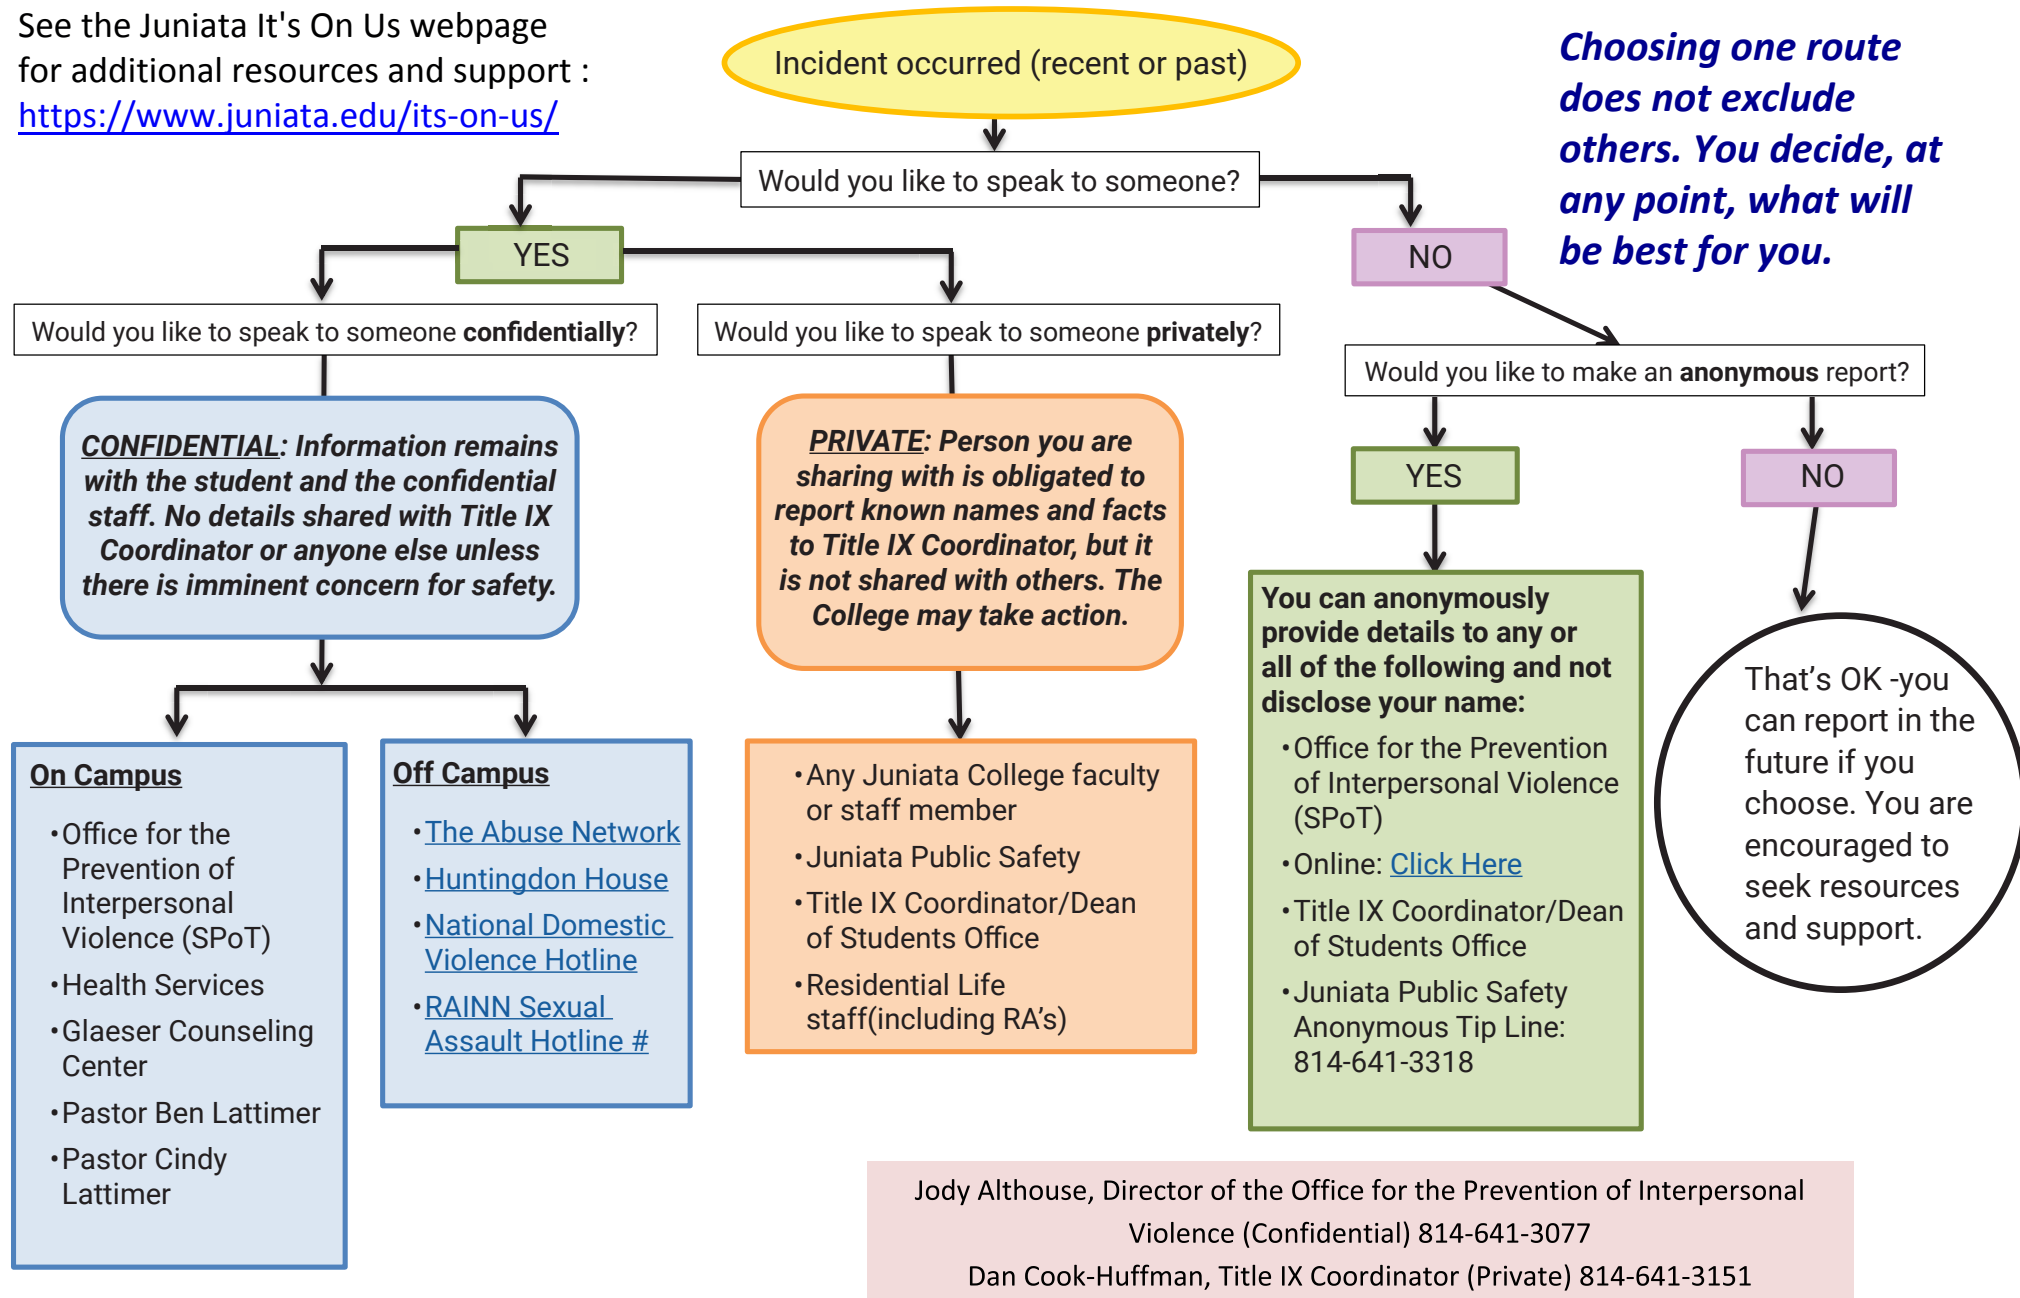 See the Juniata It's On Us webpage
for additional resources and support :
https://www.juniata.edu/its-on-us/
Incident occurred (recent or past)
Choosing one route
does not exclude
others. You decide, at
any point, what will
be best for you.
Would you like to speak to someone?
YES
NO
Would you like to speak to someone confidentially?
Would you like to speak to someone privately?
Would you like to make an anonymous report?
CONFIDENTIAL: Information remains
with the student and the confidential
staff. No details shared with Title IX
Coordinator or anyone else unless
there is imminent concern for safety.
PRIVATE: Person you are
sharing with is obligated to
report known names and facts
to Title IX Coordinator, but it
is not shared with others. The
College may take action.
YES
NO
On Campus
•Office for the
Prevention of
Interpersonal
Violence (SPoT)
•Health Services
•Glaeser Counseling
Center
•Pastor Ben Lattimer
•Pastor Cindy
Lattimer
Off Campus
•The Abuse Network
•Huntingdon House
•National Domestic
Violence Hotline
•RAINN Sexual
Assault Hotline #
•Any Juniata College faculty
or staff member
•Juniata Public Safety
•Title IX Coordinator/Dean
of Students Office
•Residential Life
staff(including RA’s)
You can anonymously
provide details to any or
all of the following and not
disclose your name:
•Office for the Prevention
of Interpersonal Violence
(SPoT)
•Online: Click Here
•Title IX Coordinator/Dean
of Students Office
•Juniata Public Safety
Anonymous Tip Line:
814-641-3318
That’s OK -you
can report in the
future if you
choose. You are
encouraged to
seek resources
and support.
Jody Althouse, Director of the Office for the Prevention of Interpersonal
Violence (Confidential) 814-641-3077
Dan Cook-Huffman, Title IX Coordinator (Private) 814-641-3151